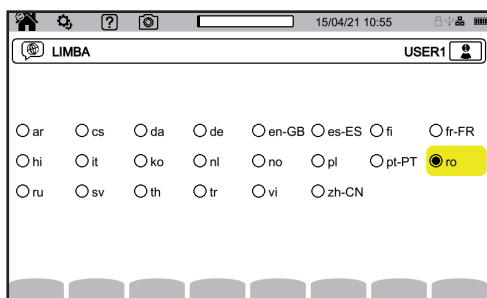 ? 15/04/21 10:55
LIMBA USER1
ar cs da de en-GB es-ES fi fr-FR
hi it ko nl no pl pt-PT ro
ru sv th tr vi zh-CN